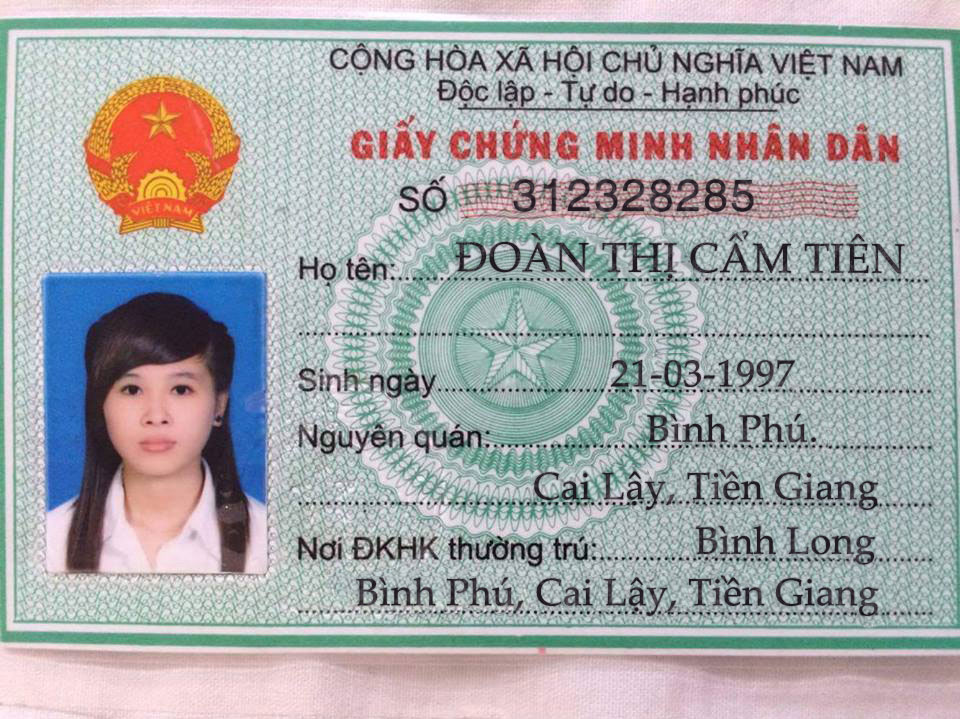 CỘNG HÒA XÃ HỘI CHỦ NGHĨA VIỆT NAM
Độc lập - Tự do - Hạnh phúc
GIẤY CHỨNG MINH NHÂN DÂN
SỐ 312328285
VIỆT NAM
Họ tên: ĐOÀN THỊ CẨM TIÊN
Sinh ngày 21-03-1997
Nguyên quán: Bình Phú.
Cai Lậy, Tiền Giang
Nơi ĐKHK thường trú: Bình Long
Bình Phú, Cai Lậy, Tiền Giang